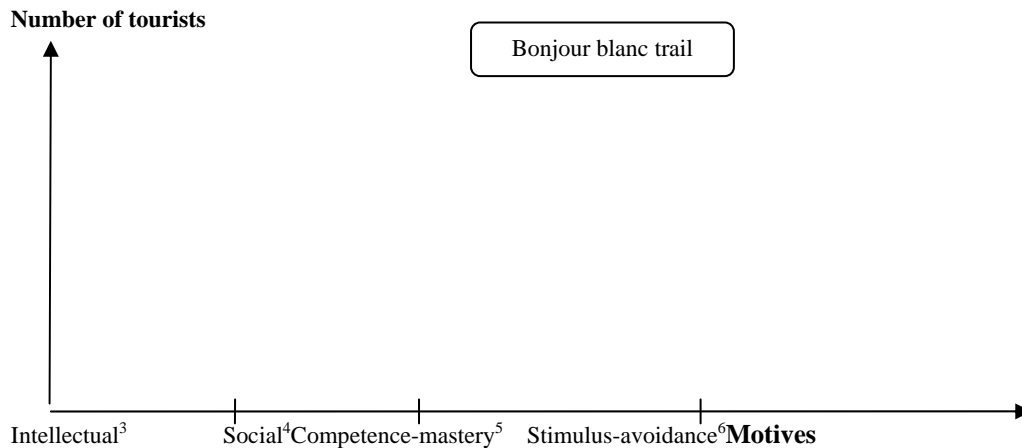 Number of tourists
Bonjour blanc trail
Intellectual³ Social⁴Competence-mastery⁵ Stimulus-avoidance⁶Motives